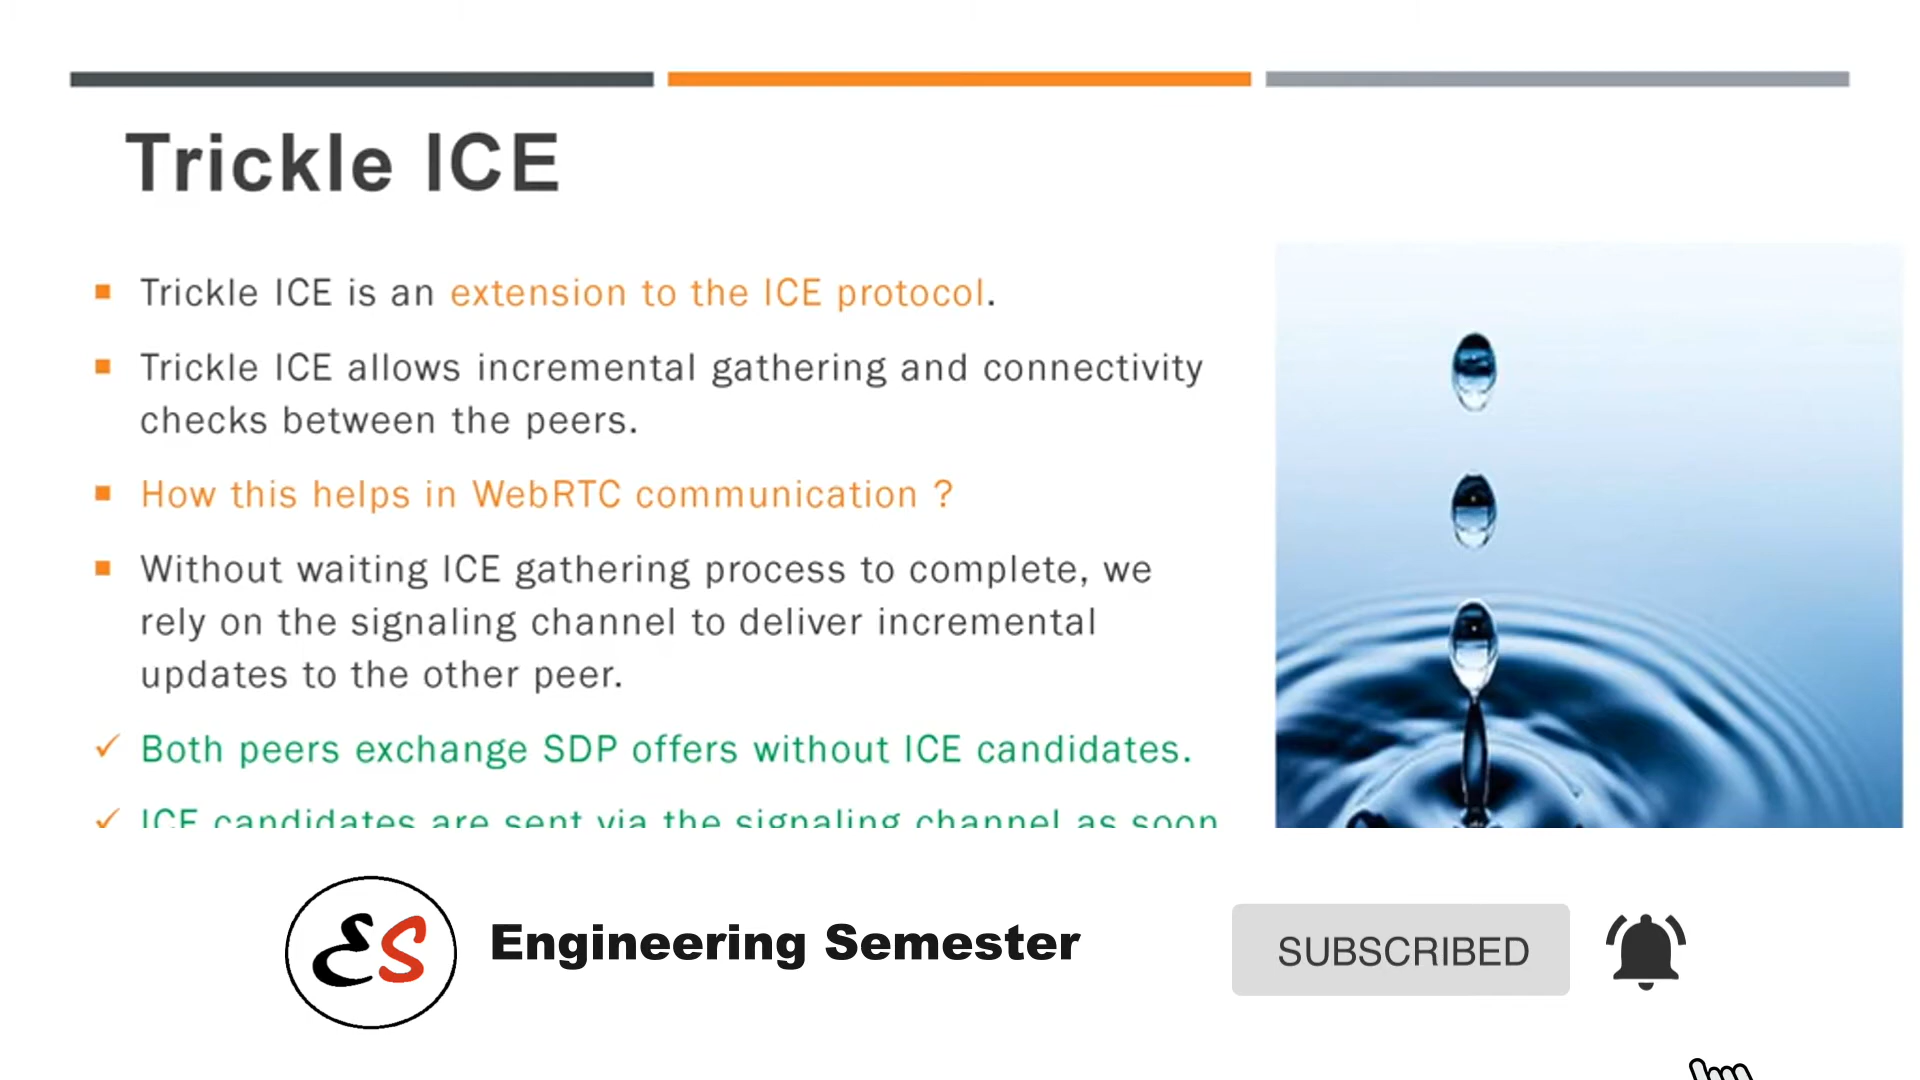 Trickle ICE
Trickle ICE is an extension to the ICE protocol.
Trickle ICE allows incremental gathering and connectivity
checks between the peers.
How this helps in WebRTC communication ?
Without waiting ICE gathering process to complete, we
rely on the signaling channel to deliver incremental
updates to the other peer.
Both peers exchange SDP offers without ICE candidates.
ICE candidates are sent via the signaling channel as soon
ES
Engineering Semester
SUBSCRIBED